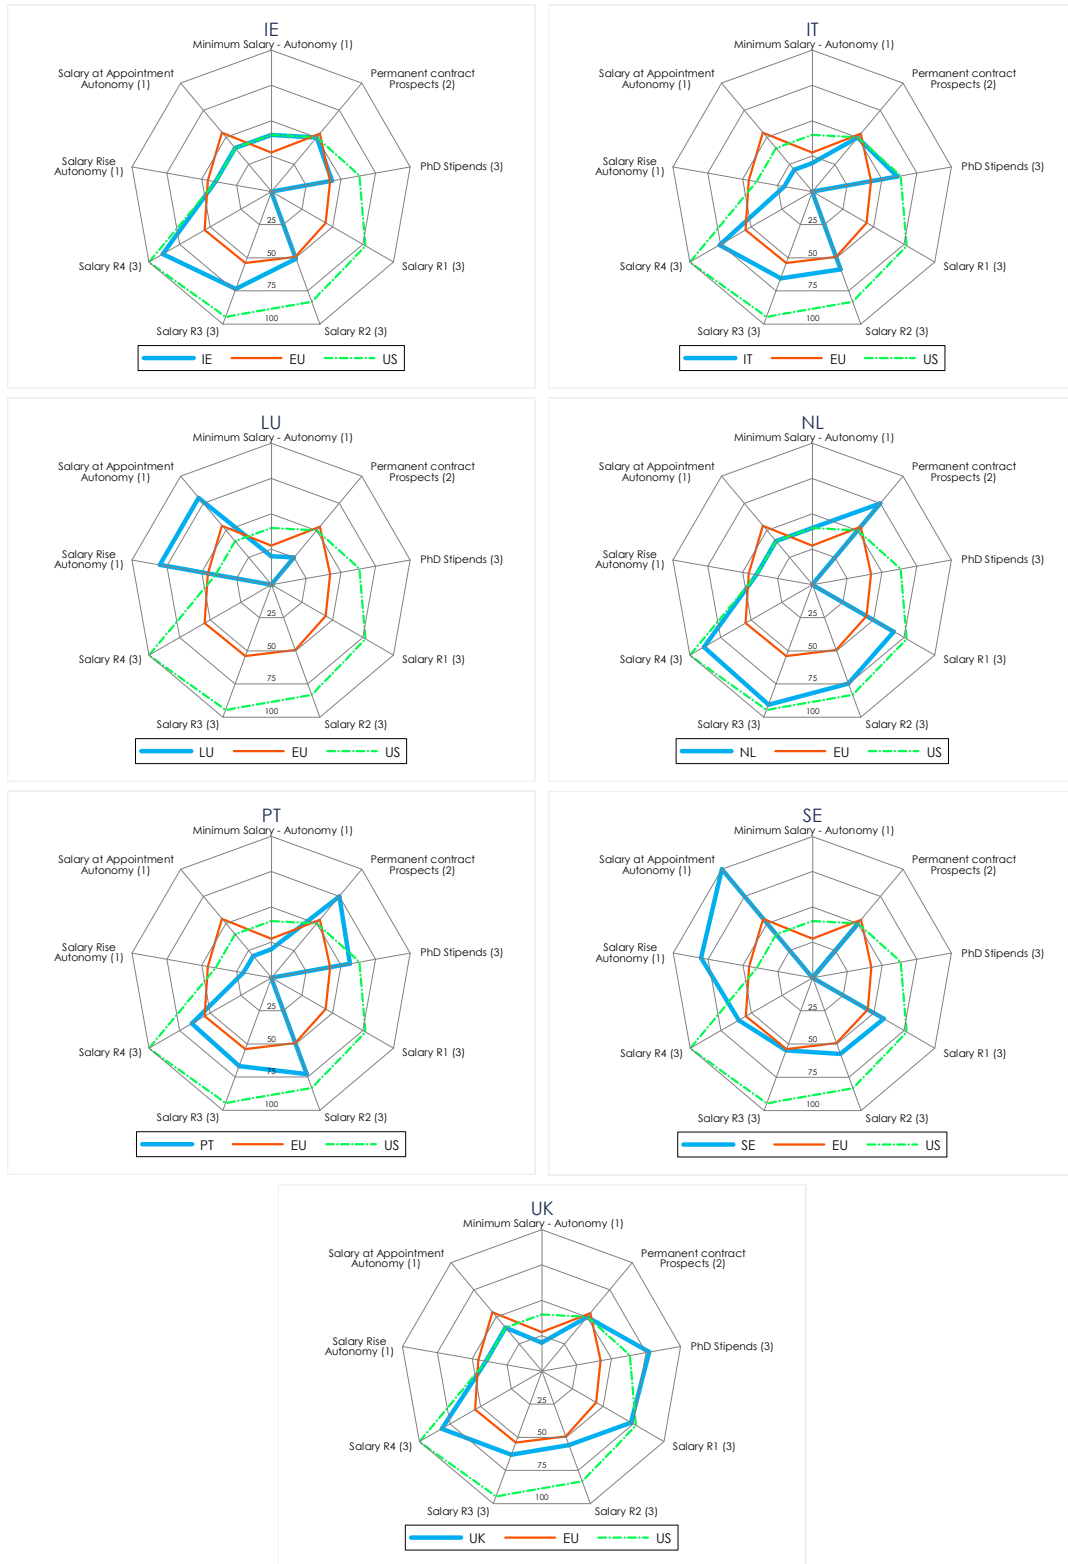 IE
Minimum Salary - Autonomy (1)
Permanent contract
Prospects (2)
PhD Stipends (3)
Salary R1 (3)
Salary R2 (3)
Salary R3 (3)
Salary R4 (3)
Salary Rise
Autonomy (1)
Salary at Appointment
Autonomy (1)
25
50
75
100
IE EU US
IT
Minimum Salary - Autonomy (1)
Permanent contract
Prospects (2)
PhD Stipends (3)
Salary R1 (3)
Salary R2 (3)
Salary R3 (3)
Salary R4 (3)
Salary Rise
Autonomy (1)
Salary at Appointment
Autonomy (1)
25
50
75
100
IT EU US
LU
Minimum Salary - Autonomy (1)
Permanent contract
Prospects (2)
PhD Stipends (3)
Salary R1 (3)
Salary R2 (3)
Salary R3 (3)
Salary R4 (3)
Salary Rise
Autonomy (1)
Salary at Appointment
Autonomy (1)
25
50
75
100
LU EU US
NL
Minimum Salary - Autonomy (1)
Permanent contract
Prospects (2)
PhD Stipends (3)
Salary R1 (3)
Salary R2 (3)
Salary R3 (3)
Salary R4 (3)
Salary Rise
Autonomy (1)
Salary at Appointment
Autonomy (1)
25
50
75
100
NL EU US
PT
Minimum Salary - Autonomy (1)
Permanent contract
Prospects (2)
PhD Stipends (3)
Salary R1 (3)
Salary R2 (3)
Salary R3 (3)
Salary R4 (3)
Salary Rise
Autonomy (1)
Salary at Appointment
Autonomy (1)
25
50
75
100
PT EU US
SE
Minimum Salary - Autonomy (1)
Permanent contract
Prospects (2)
PhD Stipends (3)
Salary R1 (3)
Salary R2 (3)
Salary R3 (3)
Salary R4 (3)
Salary Rise
Autonomy (1)
Salary at Appointment
Autonomy (1)
25
50
75
100
SE EU US
UK
Minimum Salary - Autonomy (1)
Permanent contract
Prospects (2)
PhD Stipends (3)
Salary R1 (3)
Salary R2 (3)
Salary R3 (3)
Salary R4 (3)
Salary Rise
Autonomy (1)
Salary at Appointment
Autonomy (1)
25
50
75
100
UK EU US